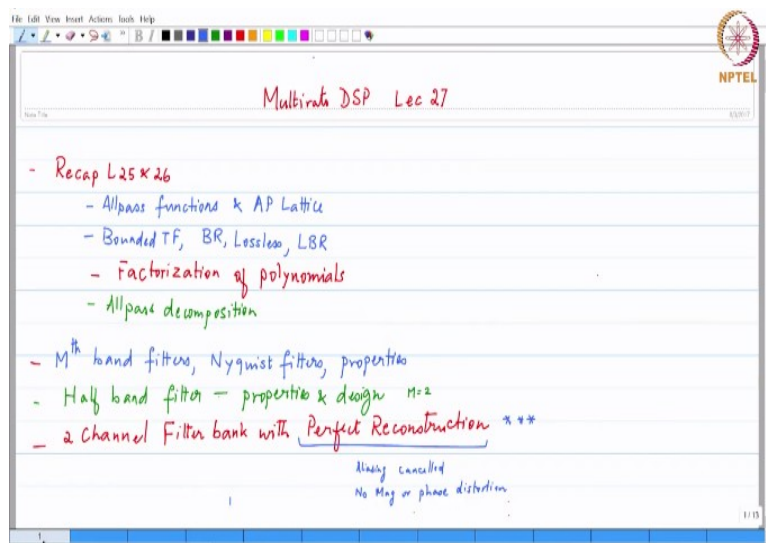 File Edit View Insert Actions Tools Help
B I
NPTEL
Multirate DSP Lec 27
Note Title
- Recap L25 & 26
- Allpass functions & AP Lattice
- Bounded TF, BR, Lossless, LBR
- Factorization of polynomials
- Allpass decomposition
- Mth band filters, Nyquist filters, properties
- Half band filter - properties & design M=2
- 2 Channel Filter bank with Perfect Reconstruction ***
Aliasing cancelled
No Mag or phase distortion
1 / 15
1